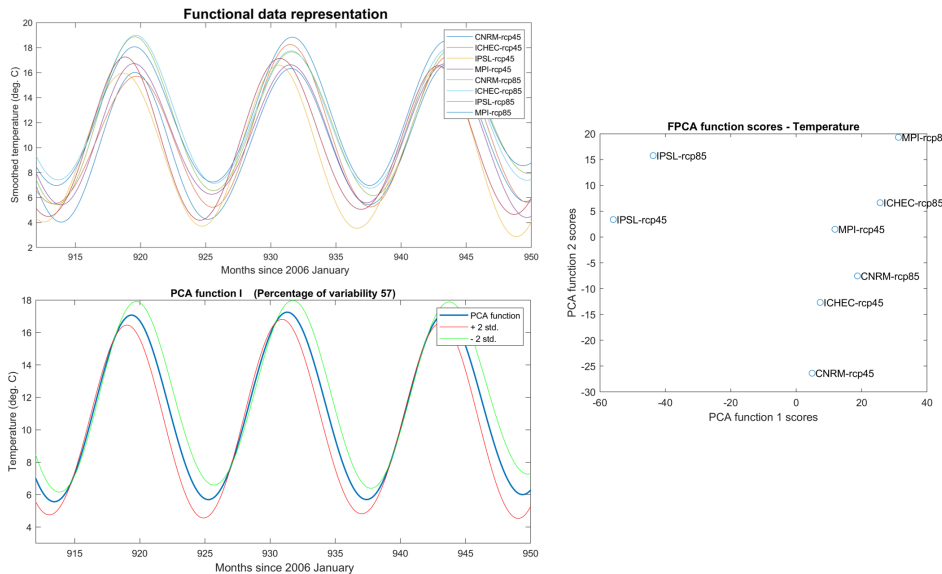 Functional data representation
20
18
16
14
12
10
8
6
4
2
Smoothed temperature (deg. C)
915 920 925 930 935 940 945 950
Months since 2006 January
CNRM-rcp45
ICHEC-rcp45
IPSL-rcp45
MPI-rcp45
CNRM-rcp85
ICHEC-rcp85
IPSL-rcp85
MPI-rcp85
PCA function I (Percentage of variability 57)
18
16
14
12
10
8
6
4
Temperature (deg. C)
915 920 925 930 935 940 945 950
Months since 2006 January
PCA function
+ 2 std.
- 2 std.
FPCA function scores - Temperature
20
15
10
5
0
-5
-10
-15
-20
-25
-30
PCA function 2 scores
-60 -40 -20 0 20 40
PCA function 1 scores
MPI-rcp8
IPSL-rcp85
ICHEC-rcp85
IPSL-rcp45
MPI-rcp45
CNRM-rcp85
ICHEC-rcp45
CNRM-rcp45